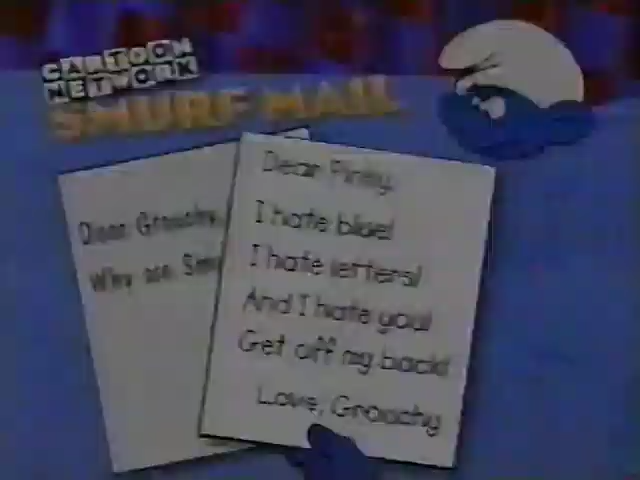 CARTOON
NETWORK
SMURF MAIL
Dear Grouchy,
Why are
Dear Pinky,
I hate blue!
I hate letters!
And I hate you!
Get off my back!
Love, Grouchy